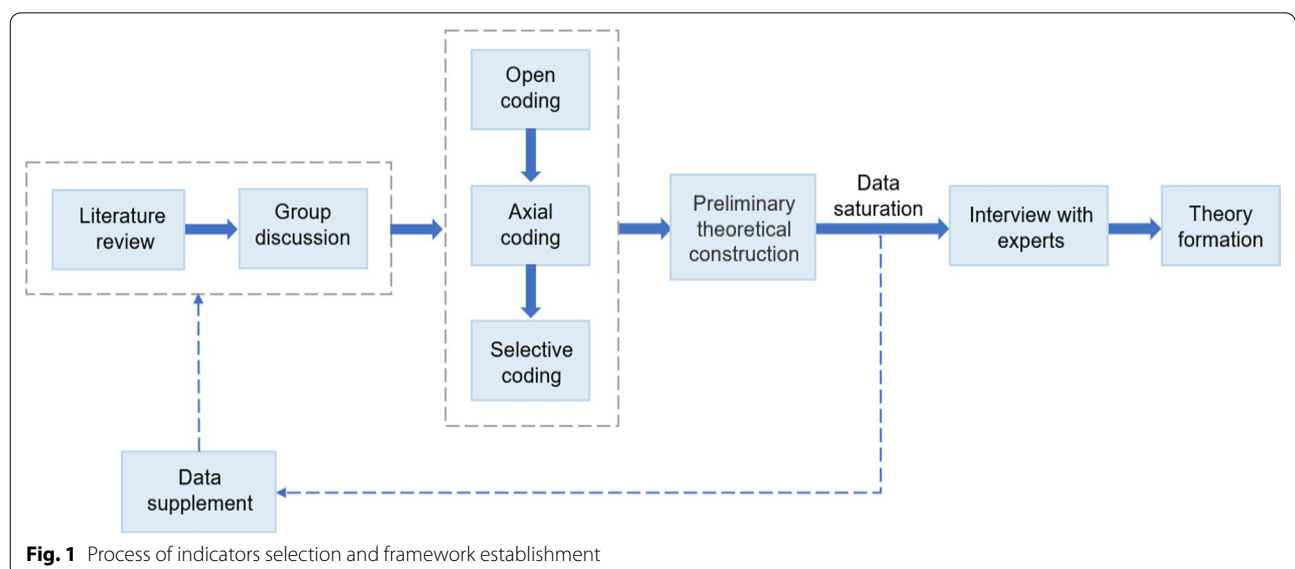 Open
coding
Literature
review
Group
discussion
Axial
coding
Selective
coding
Preliminary
theoretical
construction
Data
saturation
Interview with
experts
Theory
formation
Data
supplement
Fig. 1 Process of indicators selection and framework establishment